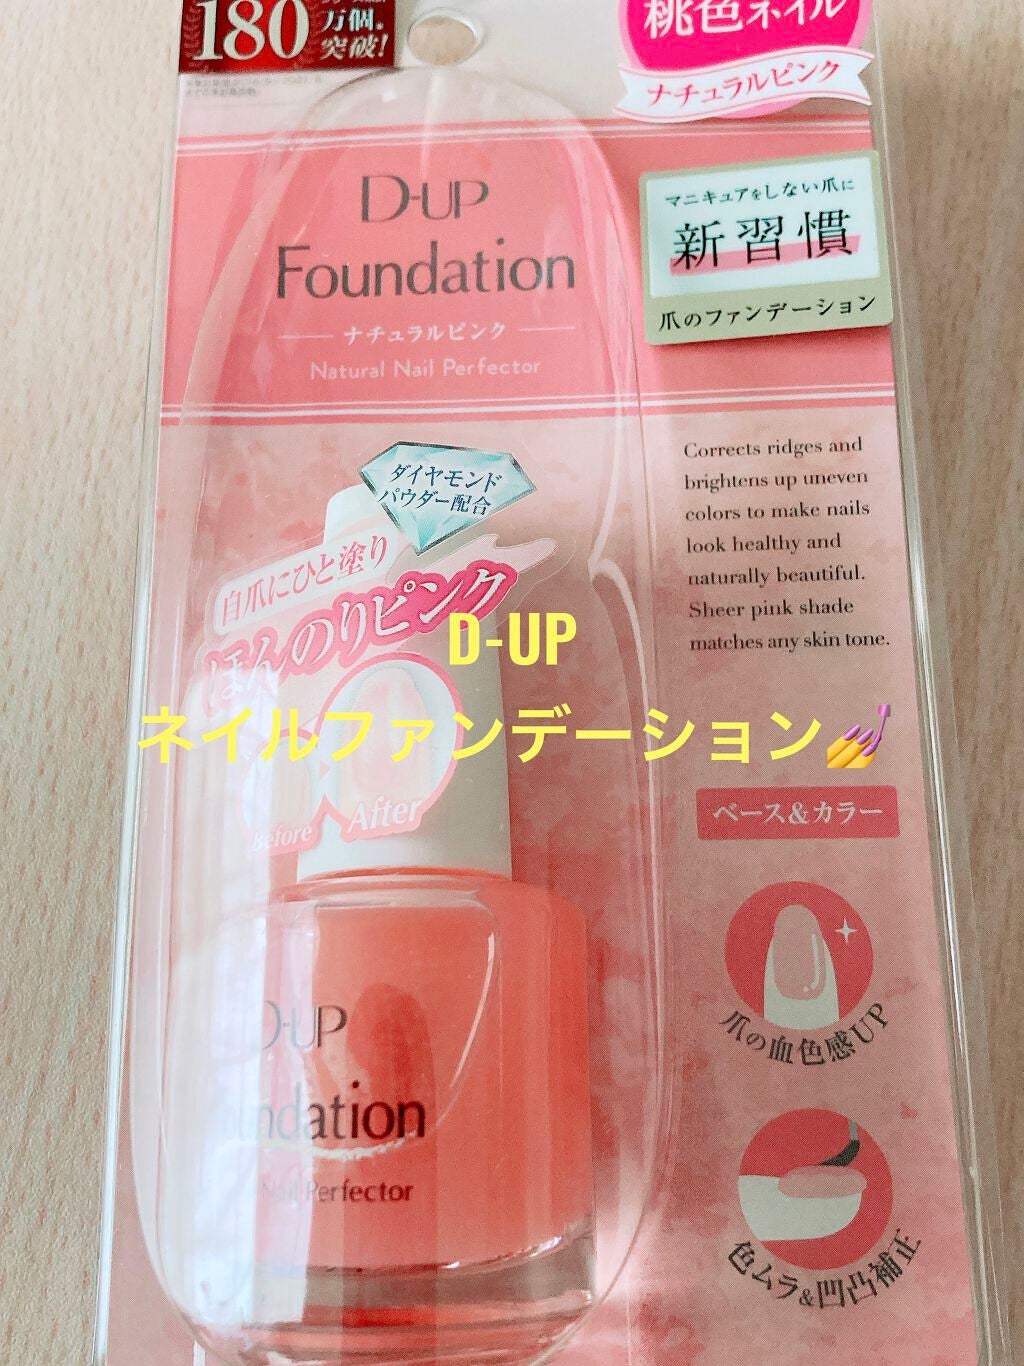 180
万個.
突破!
桃色ネイル
ナチュラルピンク
D-UP
Foundation
ナチュラルピンク
Natural Nail Perfector
マニキュアをしない爪に
新習慣
爪のファンデーション
ダイヤモンド
パウダー配合
自爪にひと塗り
ほんのりピンク
Before
After
Corrects ridges and
brightens up uneven
colors to make nails
look healthy and
naturally beautiful.
Sheer pink shade
matches any skin tone.
D-UP
ネイルファンデーション💅
ベース&カラー
爪の血色感UP
色ムラ&凹凸補正
D-UP
undation
Nail Perfector